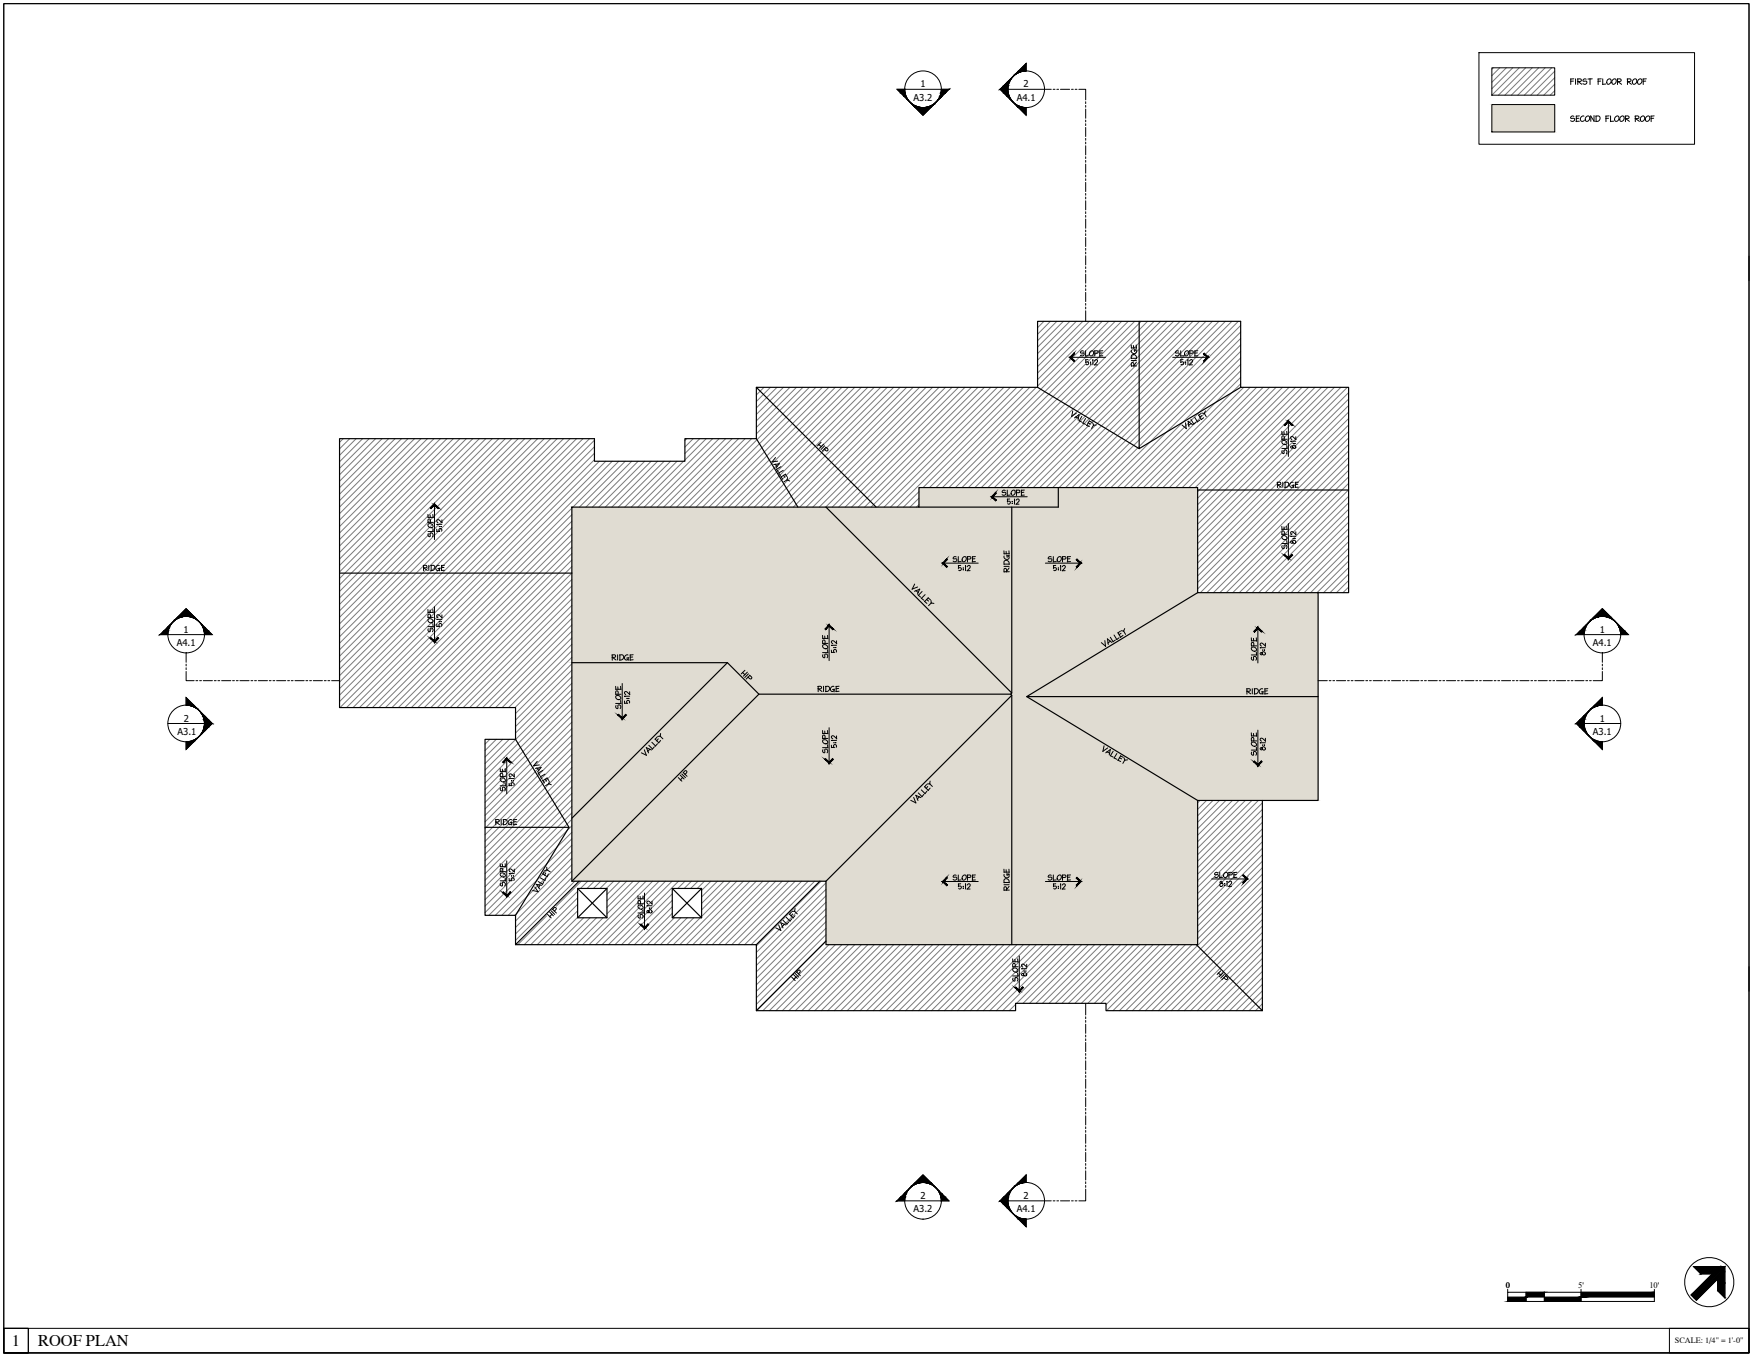 1
A3.2
2
A4.1
FIRST FLOOR ROOF
SECOND FLOOR ROOF
SLOPE
5:12
RIDGE
SLOPE
5:12
VALLEY
VALLEY
HIP
VALLEY
SLOPE
8:12
RIDGE
SLOPE
5:12
SLOPE
5:12
SLOPE
8:12
RIDGE
SLOPE
5:12
RIDGE
SLOPE
5:12
VALLEY
SLOPE
5:12
1
A4.1
SLOPE
5:12
VALLEY
SLOPE
8:12
1
A4.1
RIDGE
HIP
SLOPE
5:12
RIDGE
RIDGE
2
A3.1
1
A3.1
VALLEY
SLOPE
5:12
VALLEY
SLOPE
8:12
SLOPE
5:12
VALLEY
HIP
VALLEY
RIDGE
SLOPE
5:12
VALLEY
SLOPE
5:12
RIDGE
SLOPE
5:12
SLOPE
8:12
HIP
SLOPE
8:12
VALLEY
HIP
SLOPE
8:12
HIP
2
A3.2
2
A4.1
0 5' 10'
1 ROOF PLAN
SCALE: 1/4" = 1'-0"